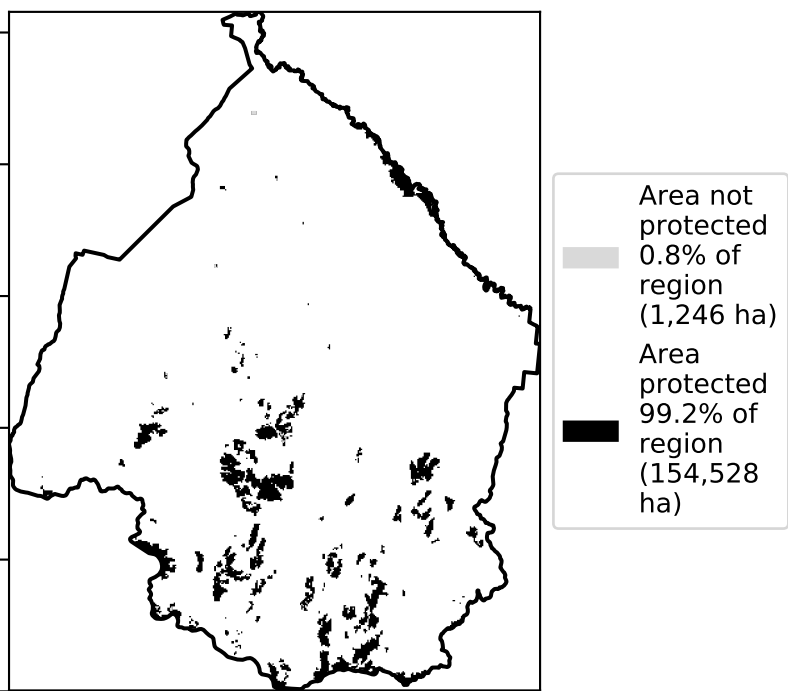 Area not
protected
0.8% of
region
(1,246 ha)
Area
protected
99.2% of
region
(154,528
ha)